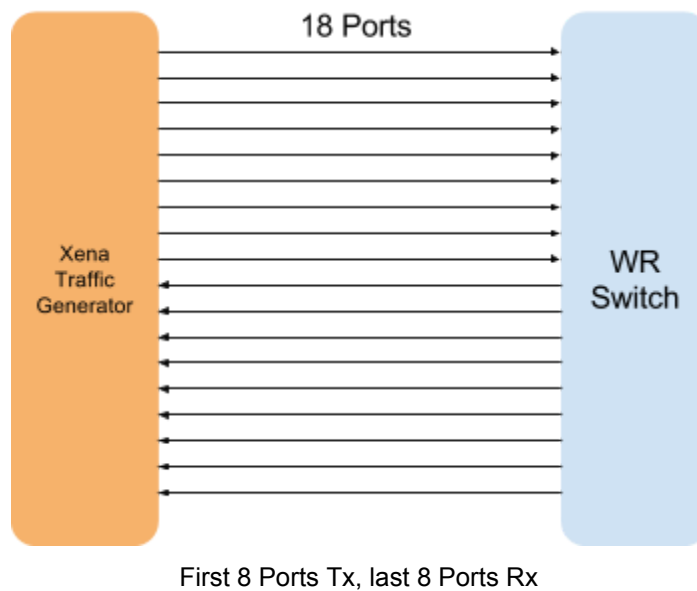 18 Ports
Xena
Traffic
Generator
WR
Switch
First 8 Ports Tx, last 8 Ports Rx